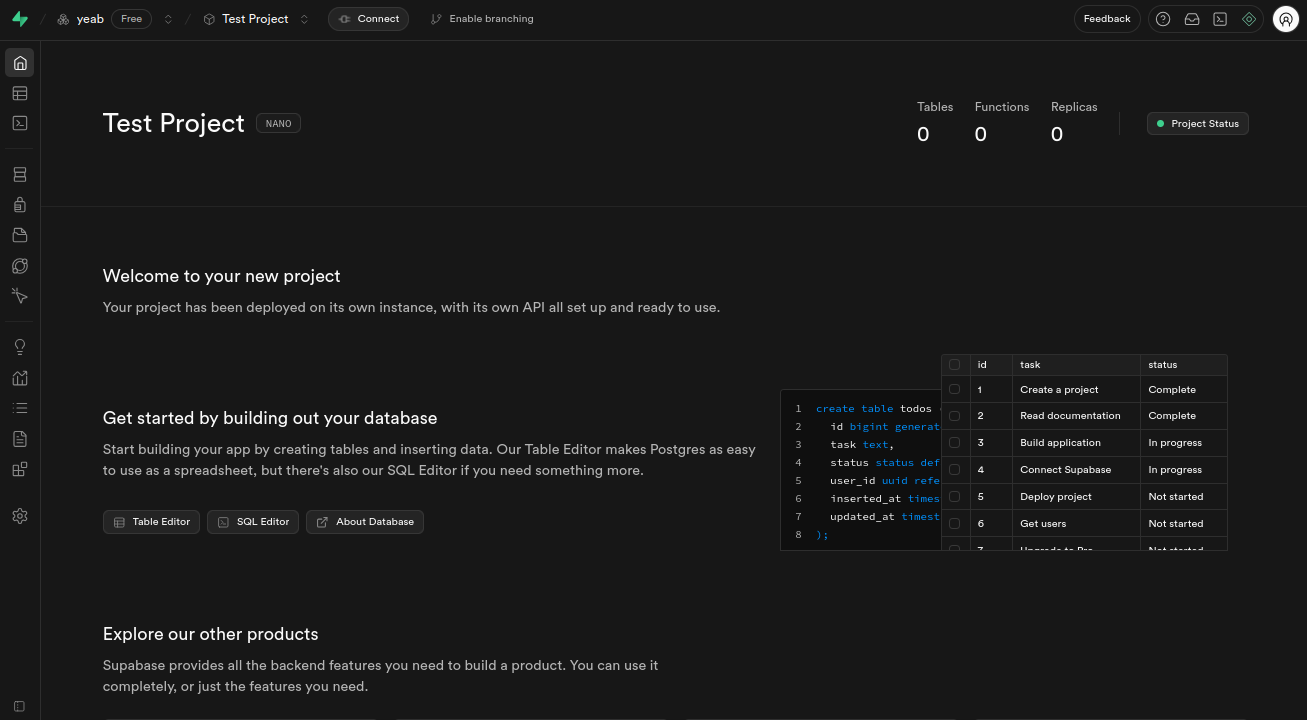 yeab Free Test Project Connect Enable branching Feedback
Test Project NANO
Tables Functions Replicas
0 0 0
Project Status
Welcome to your new project
Your project has been deployed on its own instance, with its own API all set up and ready to use.
Get started by building out your database
Start building your app by creating tables and inserting data. Our Table Editor makes Postgres as easy
to use as a spreadsheet, but there's also our SQL Editor if you need something more.
Table Editor SQL Editor About Database
1 create table todos
2 id bigint generat
3 task text,
4 status status def
5 user_id uuid refe
6 inserted_at times
7 updated_at timest
8 );
id task status
1 Create a project Complete
2 Read documentation Complete
3 Build application In progress
4 Connect Supabase In progress
5 Deploy project Not started
6 Get users Not started
7 Upgrade to Pro Not started
Explore our other products
Supabase provides all the backend features you need to build a product. You can use it
completely, or just the features you need.